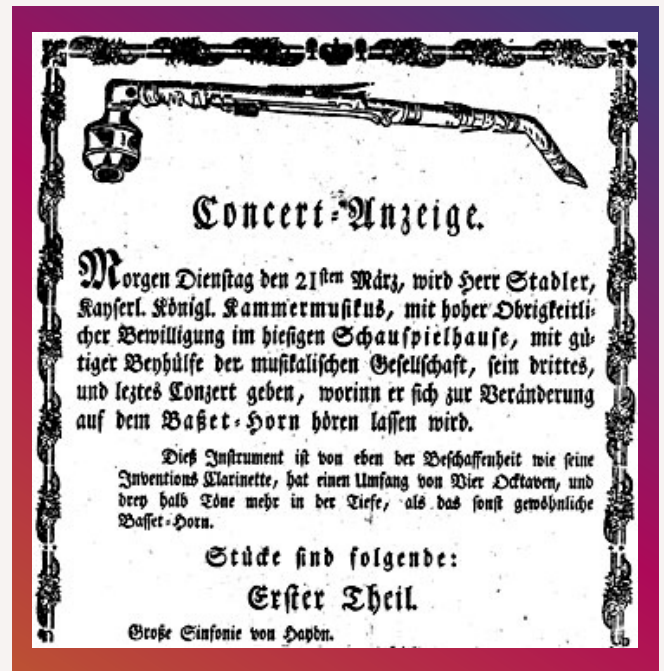 Concert-Anzeige.
Morgen Dienstag den 21sten März, wird Herr Stadler,
Kayserl. Königl. Kammermusikus, mit hoher Obrigkeitli-
cher Bewilligung im hiesigen Schauspielhause, mit gü-
tiger Beyhülfe der musikalischen Gesellschaft, sein drittes,
und leztes Conzert geben, worinn er sich zur Veränderung
auf dem Baßet-Horn hören lassen wird.
Dieß Instrument ist von eben der Beschaffenheit wie seine
Inventions Clarinette, hat einen Umfang von Vier Ocktaven, und
drey halb Töne mehr in der Tiefe, als das sonst gewöhnliche
Basset-Horn.
Stücke sind folgende:
Erster Theil.
Große Sinfonie von Haydn.